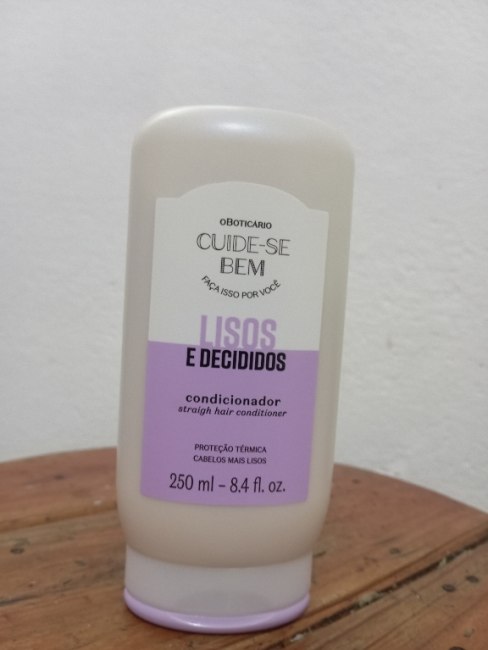 oBOTICÁRIO
CUIDE-SE
BEM
FAÇA ISSO POR VOCÊ
LISOS
E DECIDIDOS
condicionador
straigh hair conditioner
PROTEÇÃO TÉRMICA
CABELOS MAIS LISOS
250 ml – 8.4 fl. oz.